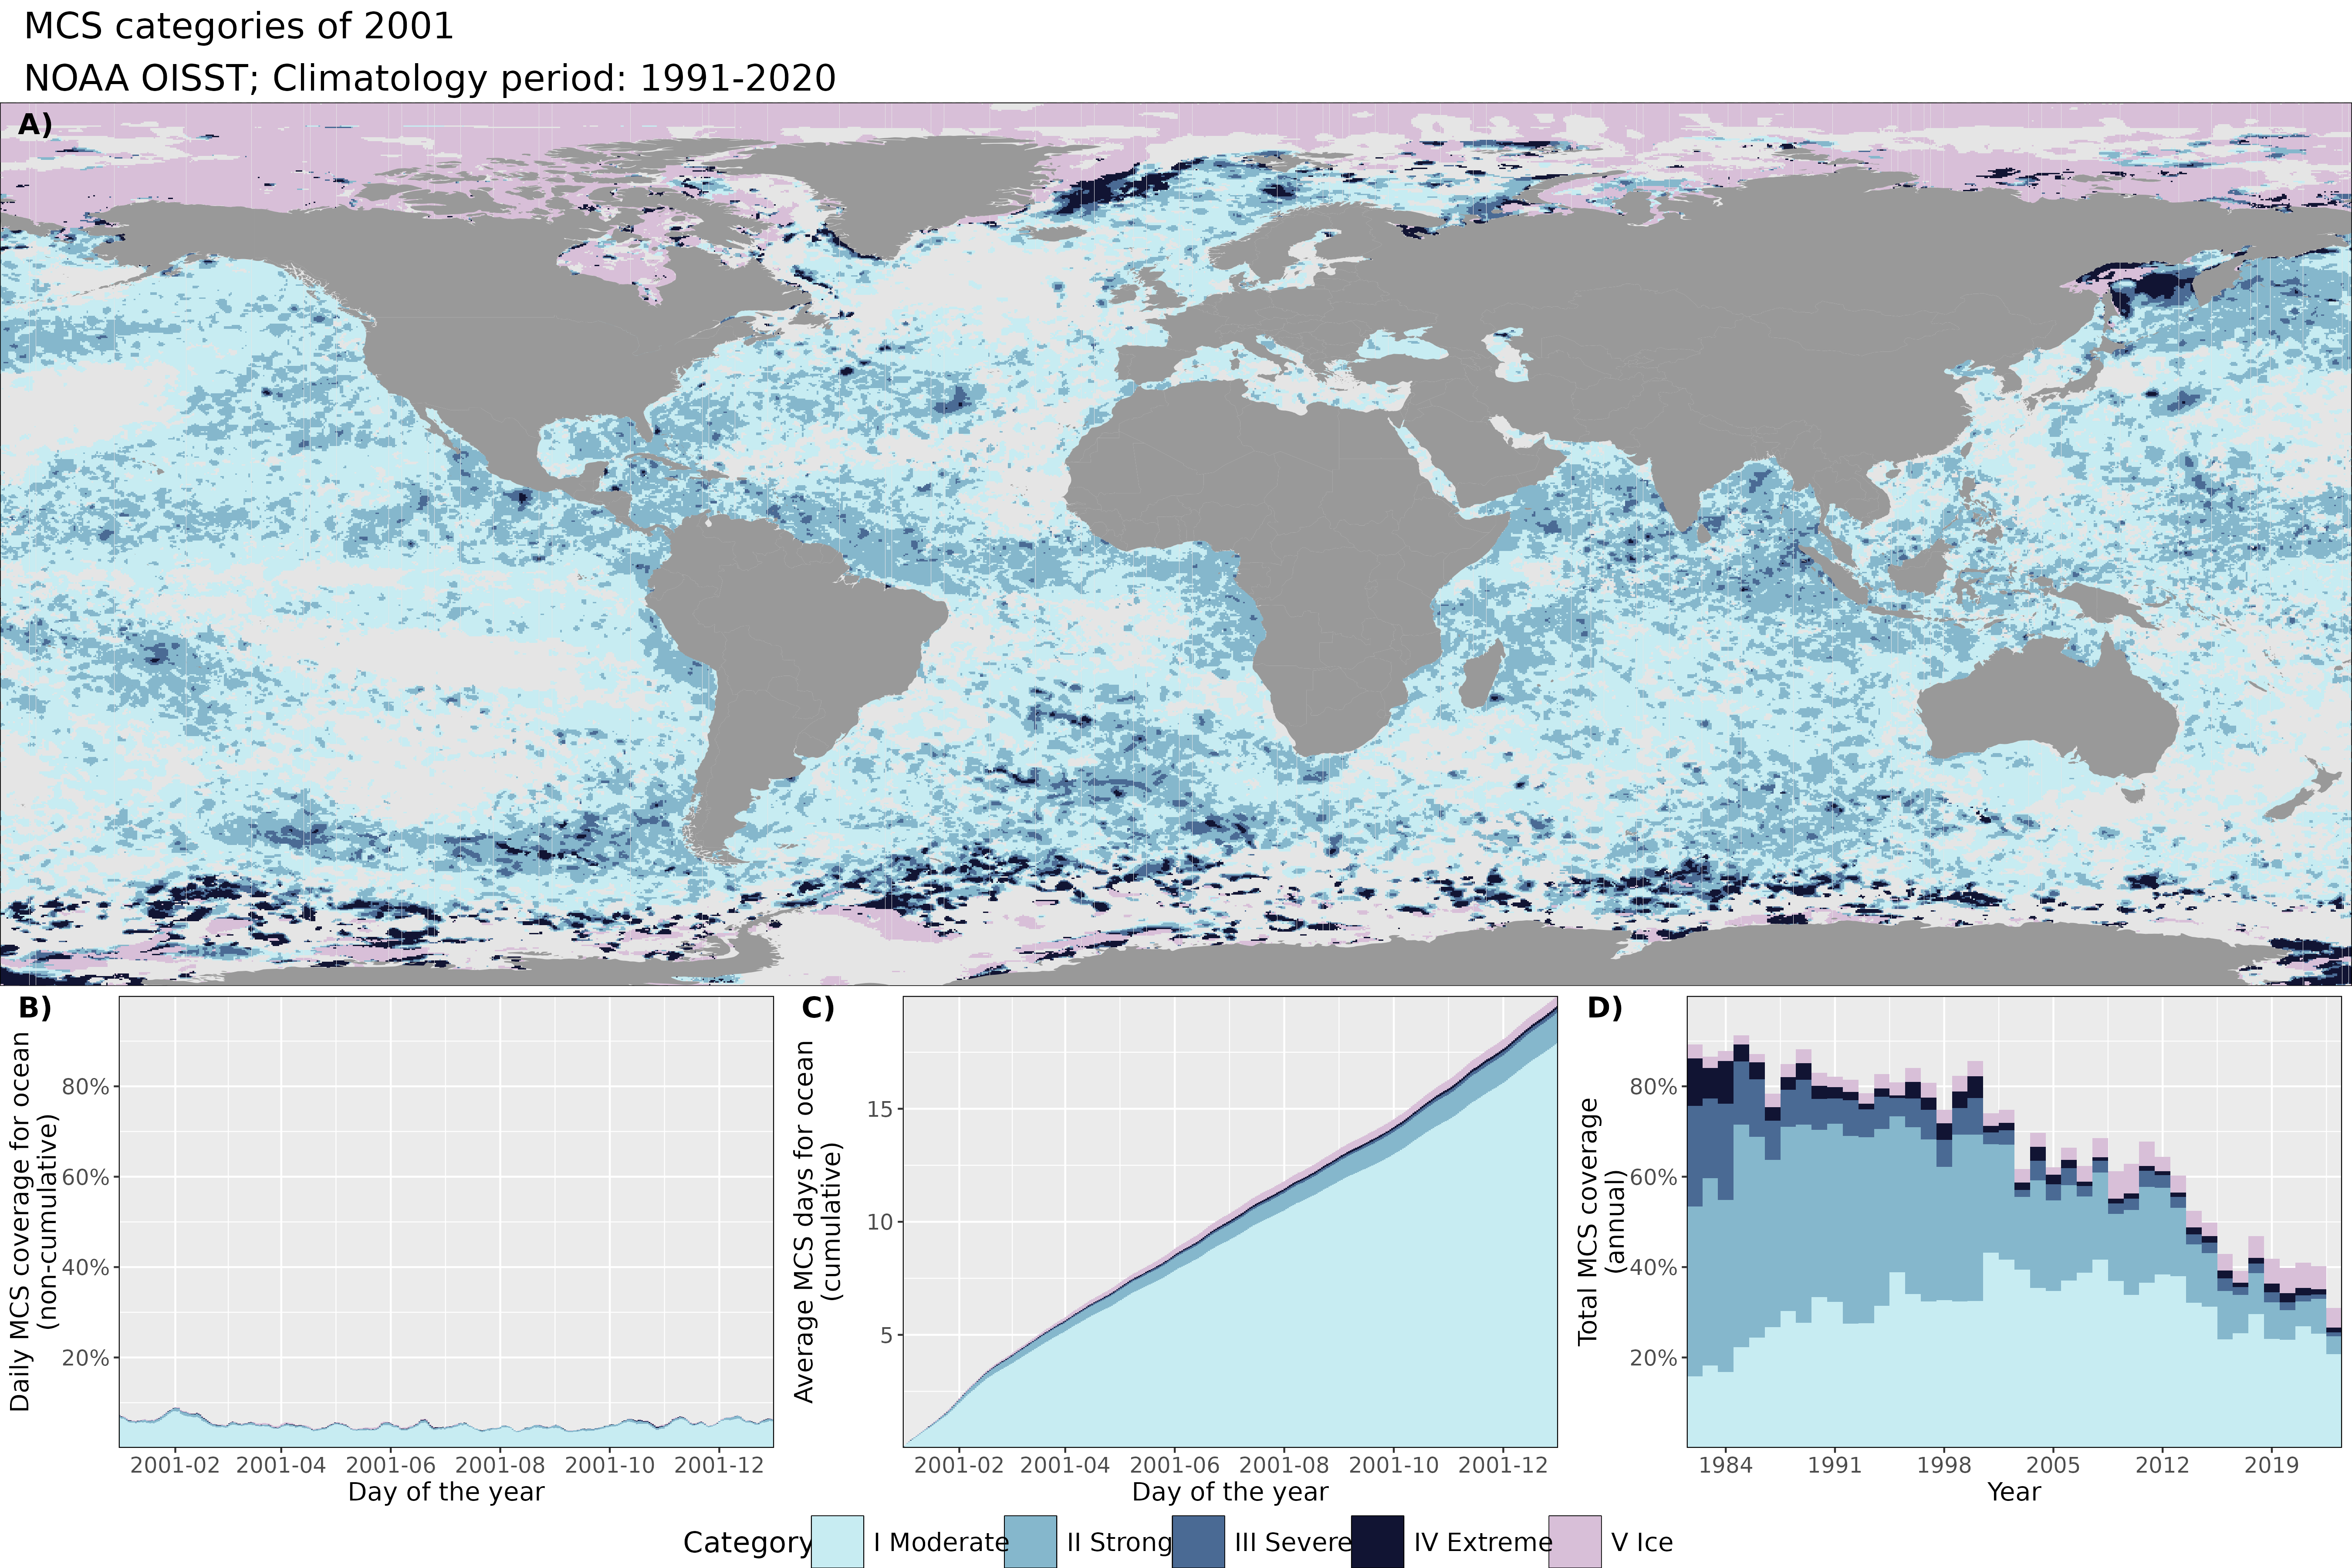 MCS categories of 2001
NOAA OISST; Climatology period: 1991-2020
A)
B)
Daily MCS coverage for ocean
(non-cumulative)
80%
60%
40%
20%
2001-02 2001-04 2001-06 2001-08 2001-10 2001-12
Day of the year
C)
Average MCS days for ocean
(cumulative)
15
10
5
2001-02 2001-04 2001-06 2001-08 2001-10 2001-12
Day of the year
D)
Total MCS coverage
(annual)
80%
60%
40%
20%
1984 1991 1998 2005 2012 2019
Year
Category I Moderate II Strong III Severe IV Extreme V Ice